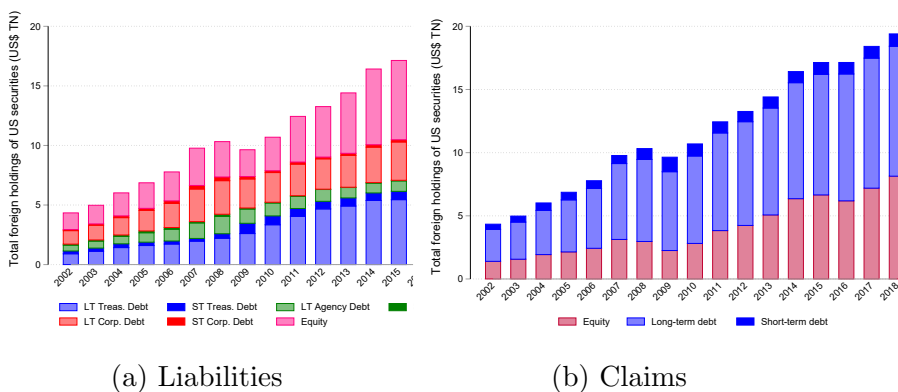 Total foreign holdings of US securities (US$ TN)
20
15
10
5
0
2002 2003 2004 2005 2006 2007 2008 2009 2010 2011 2012 2013 2014 2015
LT Treas. Debt ST Treas. Debt LT Agency Debt
LT Corp. Debt ST Corp. Debt Equity
(a) Liabilities
Total foreign holdings of US securities (US$ TN)
20
15
10
5
0
2002 2003 2004 2005 2006 2007 2008 2009 2010 2011 2012 2013 2014 2015 2016 2017 2018
Equity Long-term debt Short-term debt
(b) Claims